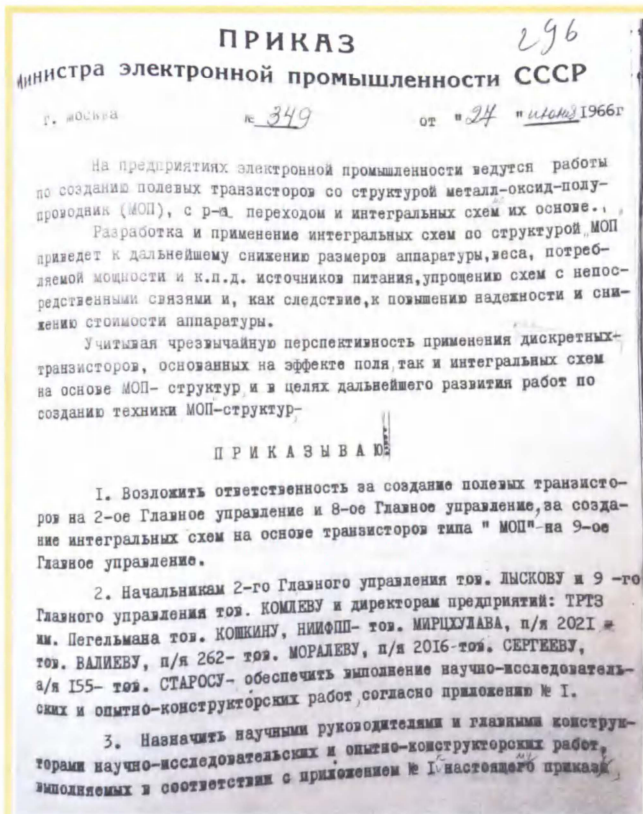 296
ПРИКАЗ
Министра электронной промышленности СССР
г. Москва № 349 от "27 " июня 1966г
На предприятиях электронной промышленности ведутся работы
по созданию полевых транзисторов со структурой металл-оксид-полу-
проводник (МОП), с р-n переходом и интегральных схем их основе..
Разработка и применение интегральных схем по структурой МОП
приведет к дальнейшему снижению размеров аппаратуры,веса, потреб-
ляемой мощности и к.п.д. источников питания,упрощению схем с непос-
редственными связями и, как следствие,к повышению надежности и сни-
жению стоимости аппаратуры.
Учитывая чрезвычайную перспективность применения дискретных-
транзисторов, основанных на эффекте поля,так и интегральных схем
на основе МОП- структур,и в целях дальнейшего развития работ по
созданию техники МОП-структур-
ПРИКАЗЫВАЮ
I. Возложить ответственность за создание полевых транзисто-
ров на 2-ое Главное управление и 8-ое Главное управление,за созда-
ние интегральных схем на основе транзисторов типа " МОП"-на 9-ое
Главное управление.
2. Начальникам 2-го Главного управления тов. ЛЫСКОВУ и 9 -го
Главного управления тов. КОМЛЕВУ и директорам предприятий: ТРТЗ
им. Пегельмана тов. КОШКИНУ, НИИФПП- тов. МИРЦХУЛАВА, п/я 2021 -
тов. ВАЛИЕВУ, п/я 262- тов. МОРАЛЕВУ, п/я 2016-тов. СЕРГЕЕВУ,
а/я I55- тов. СТАРОСУ- обеспечить выполнение научно-исследователь-
ских и опытно-конструкторских работ,согласно приложению № I.
3. Назначить научными руководителями и главными конструк-
торами научно-исследовательских и опытно-конструкторских работ,
выполняемых в соответствии с приложением № I настоящего приказа,